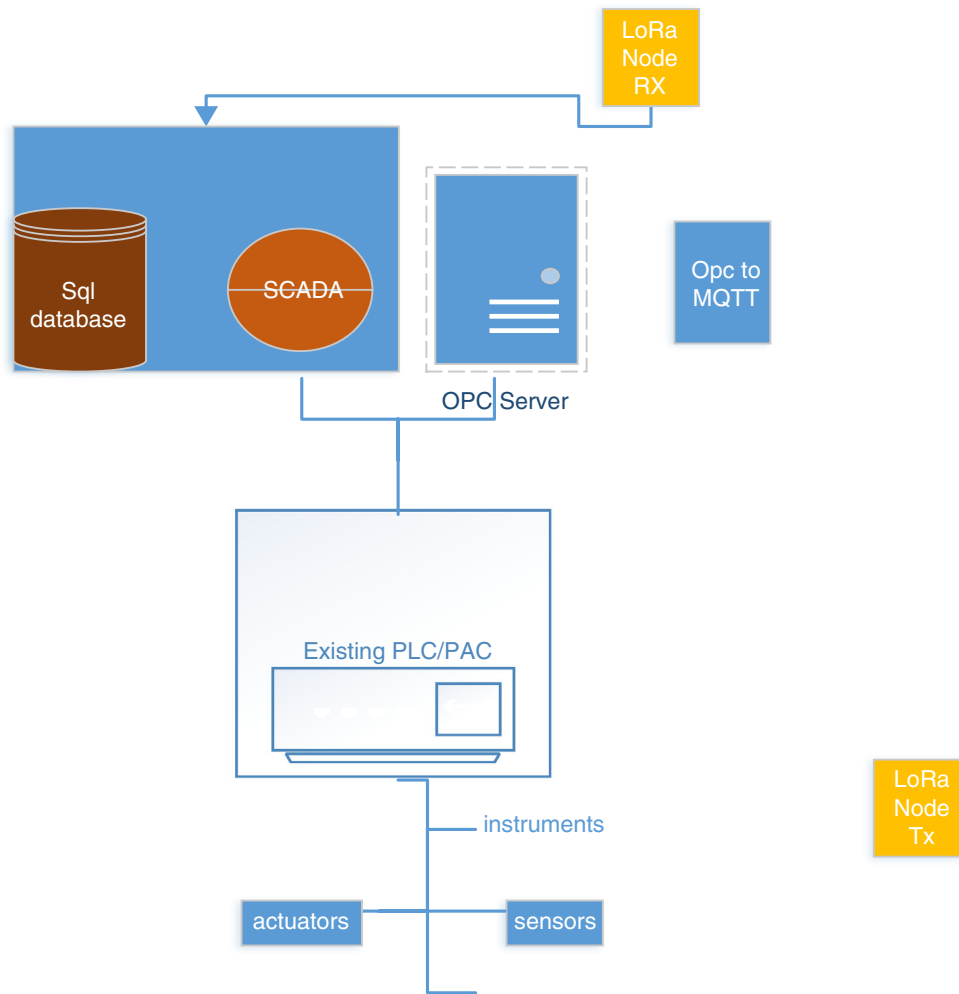 LoRa
Node
RX
Sql
database
SCADA
Opc to
MQTT
OPC Server
Existing PLC/PAC
LoRa
Node
Tx
instruments
actuators
sensors